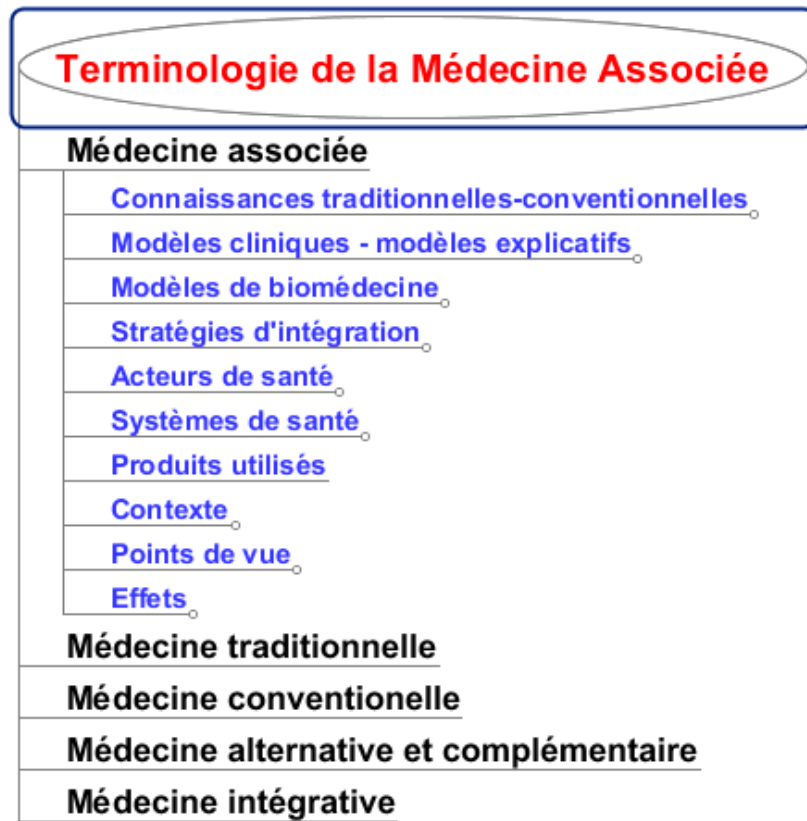 Terminologie de la Médecine Associée
Médecine associée
Connaissances traditionnelles-conventionnelles
Modèles cliniques - modèles explicatifs
Modèles de biomédecine
Stratégies d'intégration
Acteurs de santé
Systèmes de santé
Produits utilisés
Contexte
Points de vue
Effets
Médecine traditionnelle
Médecine conventionelle
Médecine alternative et complémentaire
Médecine intégrative